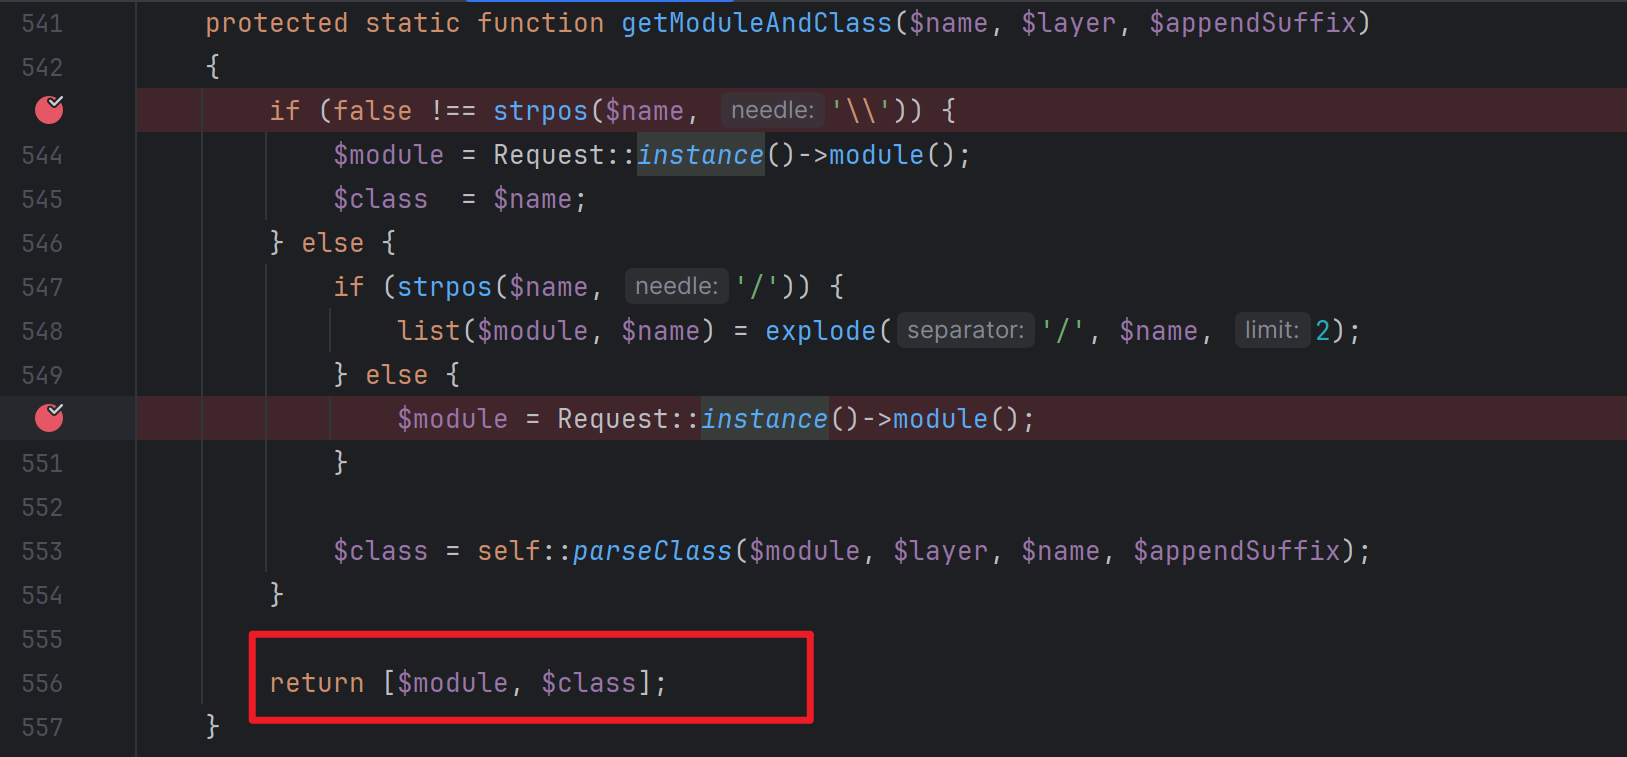 541 protected static function getModuleAndClass($name, $layer, $appendSuffix)
542 {
if (false !== strpos($name, needle: '\\')) {
544 $module = Request::instance()->module();
545 $class  = $name;
546 } else {
547 if (strpos($name, needle: '/')) {
548 list($module, $name) = explode( separator: '/', $name, limit: 2);
549 } else {
$module = Request::instance()->module();
551 }
552
553 $class = self::parseClass($module, $layer, $name, $appendSuffix);
554 }
555
556 return [$module, $class];
557 }